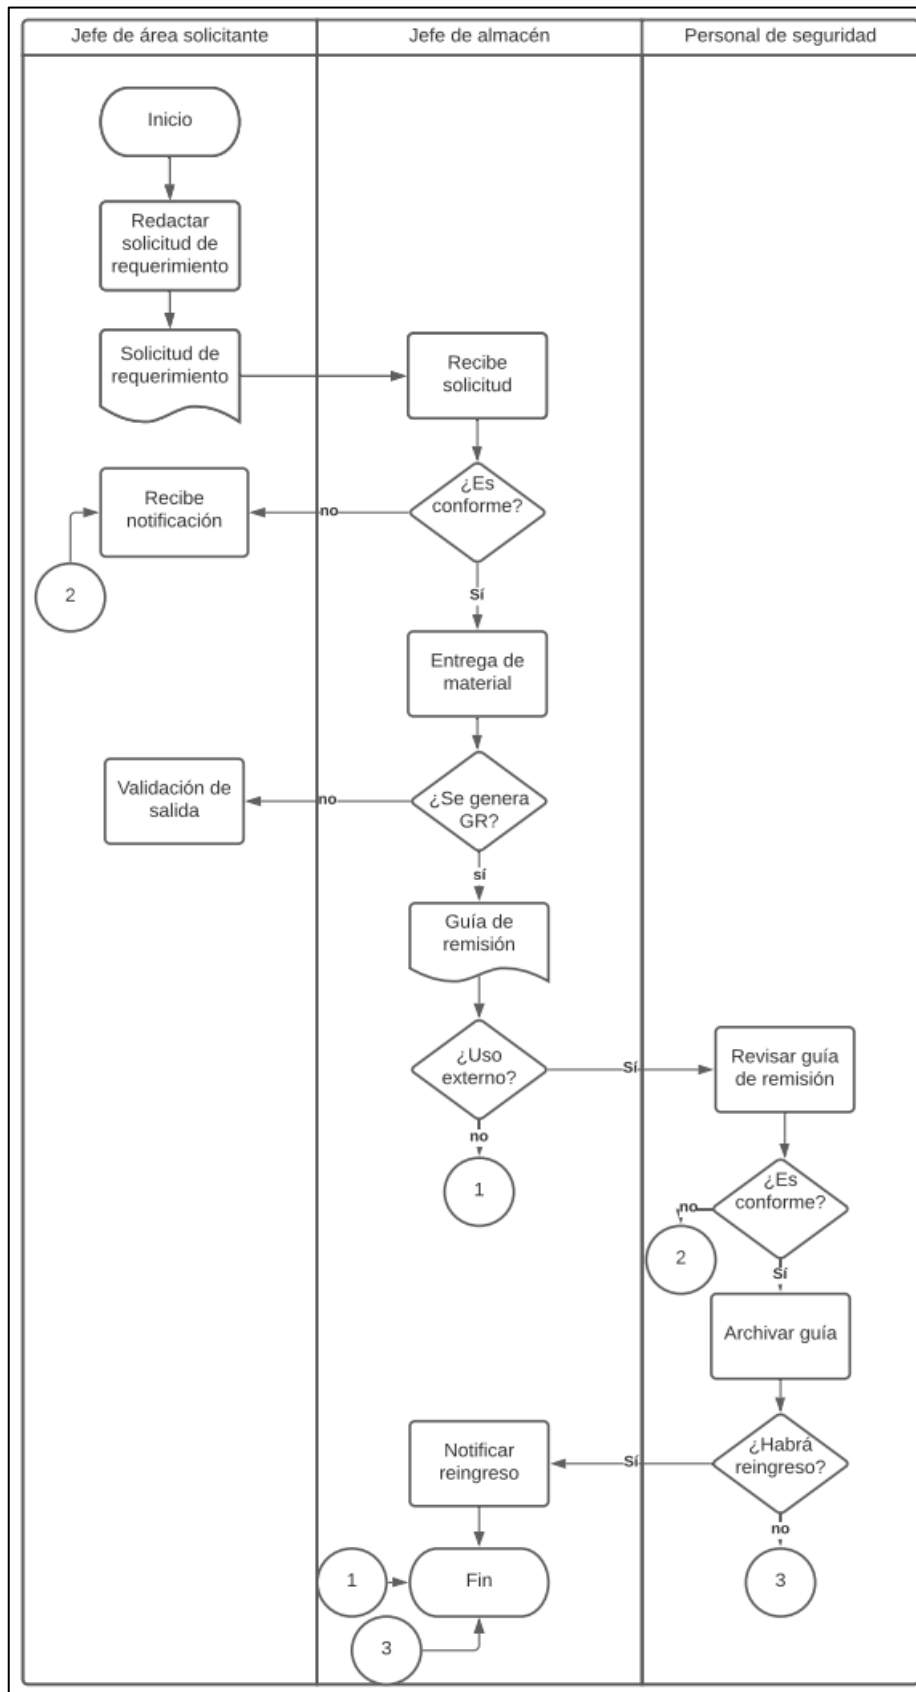 Jefe de área solicitante
Jefe de almacén
Personal de seguridad
Inicio
Redactar
solicitud de
requerimiento
Solicitud de
requerimiento
Recibe
solicitud
¿Es
conforme?
no
Recibe
notificación
2
Sí
Entrega de
material
¿Se genera
GR?
no
Validación de
salida
sí
Guía de
remisión
¿Uso
externo?
Sí
Revisar guía
de remisión
no
1
¿Es
conforme?
no
2
Sí
Archivar guía
¿Habrá
reingreso?
Sí
Notificar
reingreso
no
3
1
Fin
3